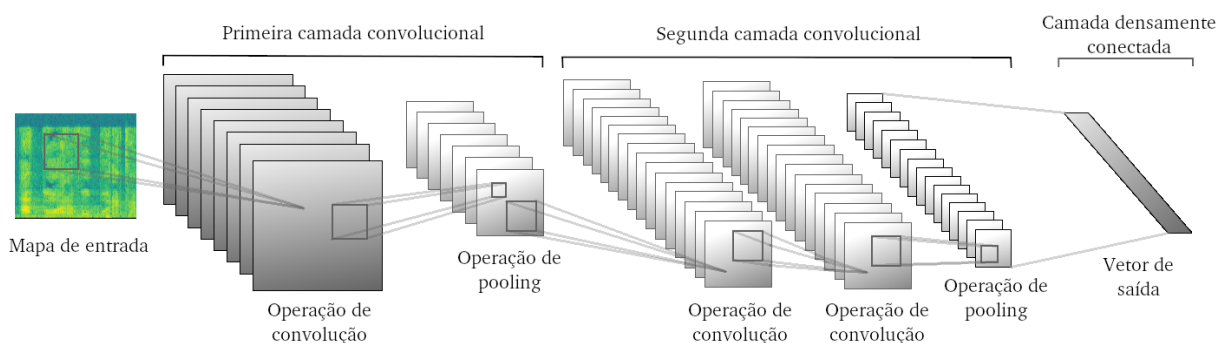 Primeira camada convolucional
Segunda camada convolucional
Camada densamente
conectada
Mapa de entrada
Operação de
convolução
Operação de
pooling
Operação de
convolução
Operação de
convolução
Operação de
pooling
Vetor de
saída